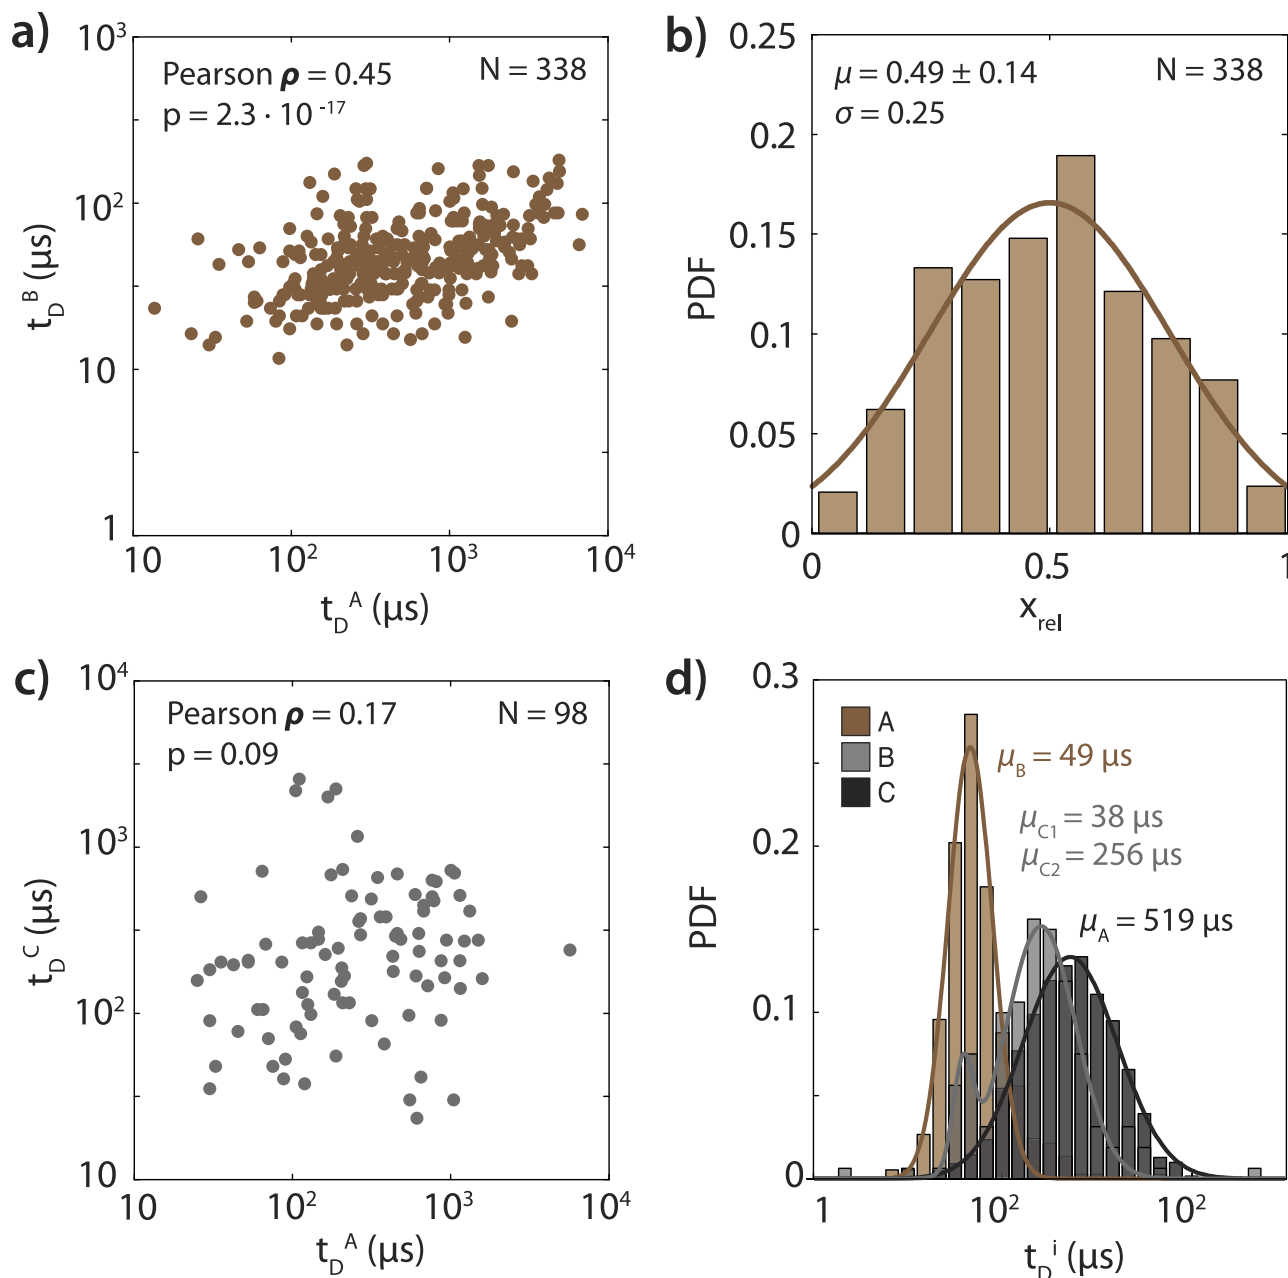 a)
Pearson ρ = 0.45
N = 338
p = 2.3 · 10⁻¹⁷
10³
10²
10
1
t_D^B (µs)
10 10² 10³ 10⁴
t_D^A (µs)
b)
µ = 0.49 ± 0.14
N = 338
σ = 0.25
0.25
0.2
0.15
0.1
0.05
0
PDF
0 0.5 1
x_rel
c)
Pearson ρ = 0.17
N = 98
p = 0.09
10⁴
10³
10²
10
t_D^C (µs)
10 10² 10³ 10⁴
t_D^A (µs)
d)
A
B
C
µ_B = 49 µs
µ_C1 = 38 µs
µ_C2 = 256 µs
µ_A = 519 µs
0.3
0.2
0.1
0
PDF
1 10² 10²
t_D^i (µs)